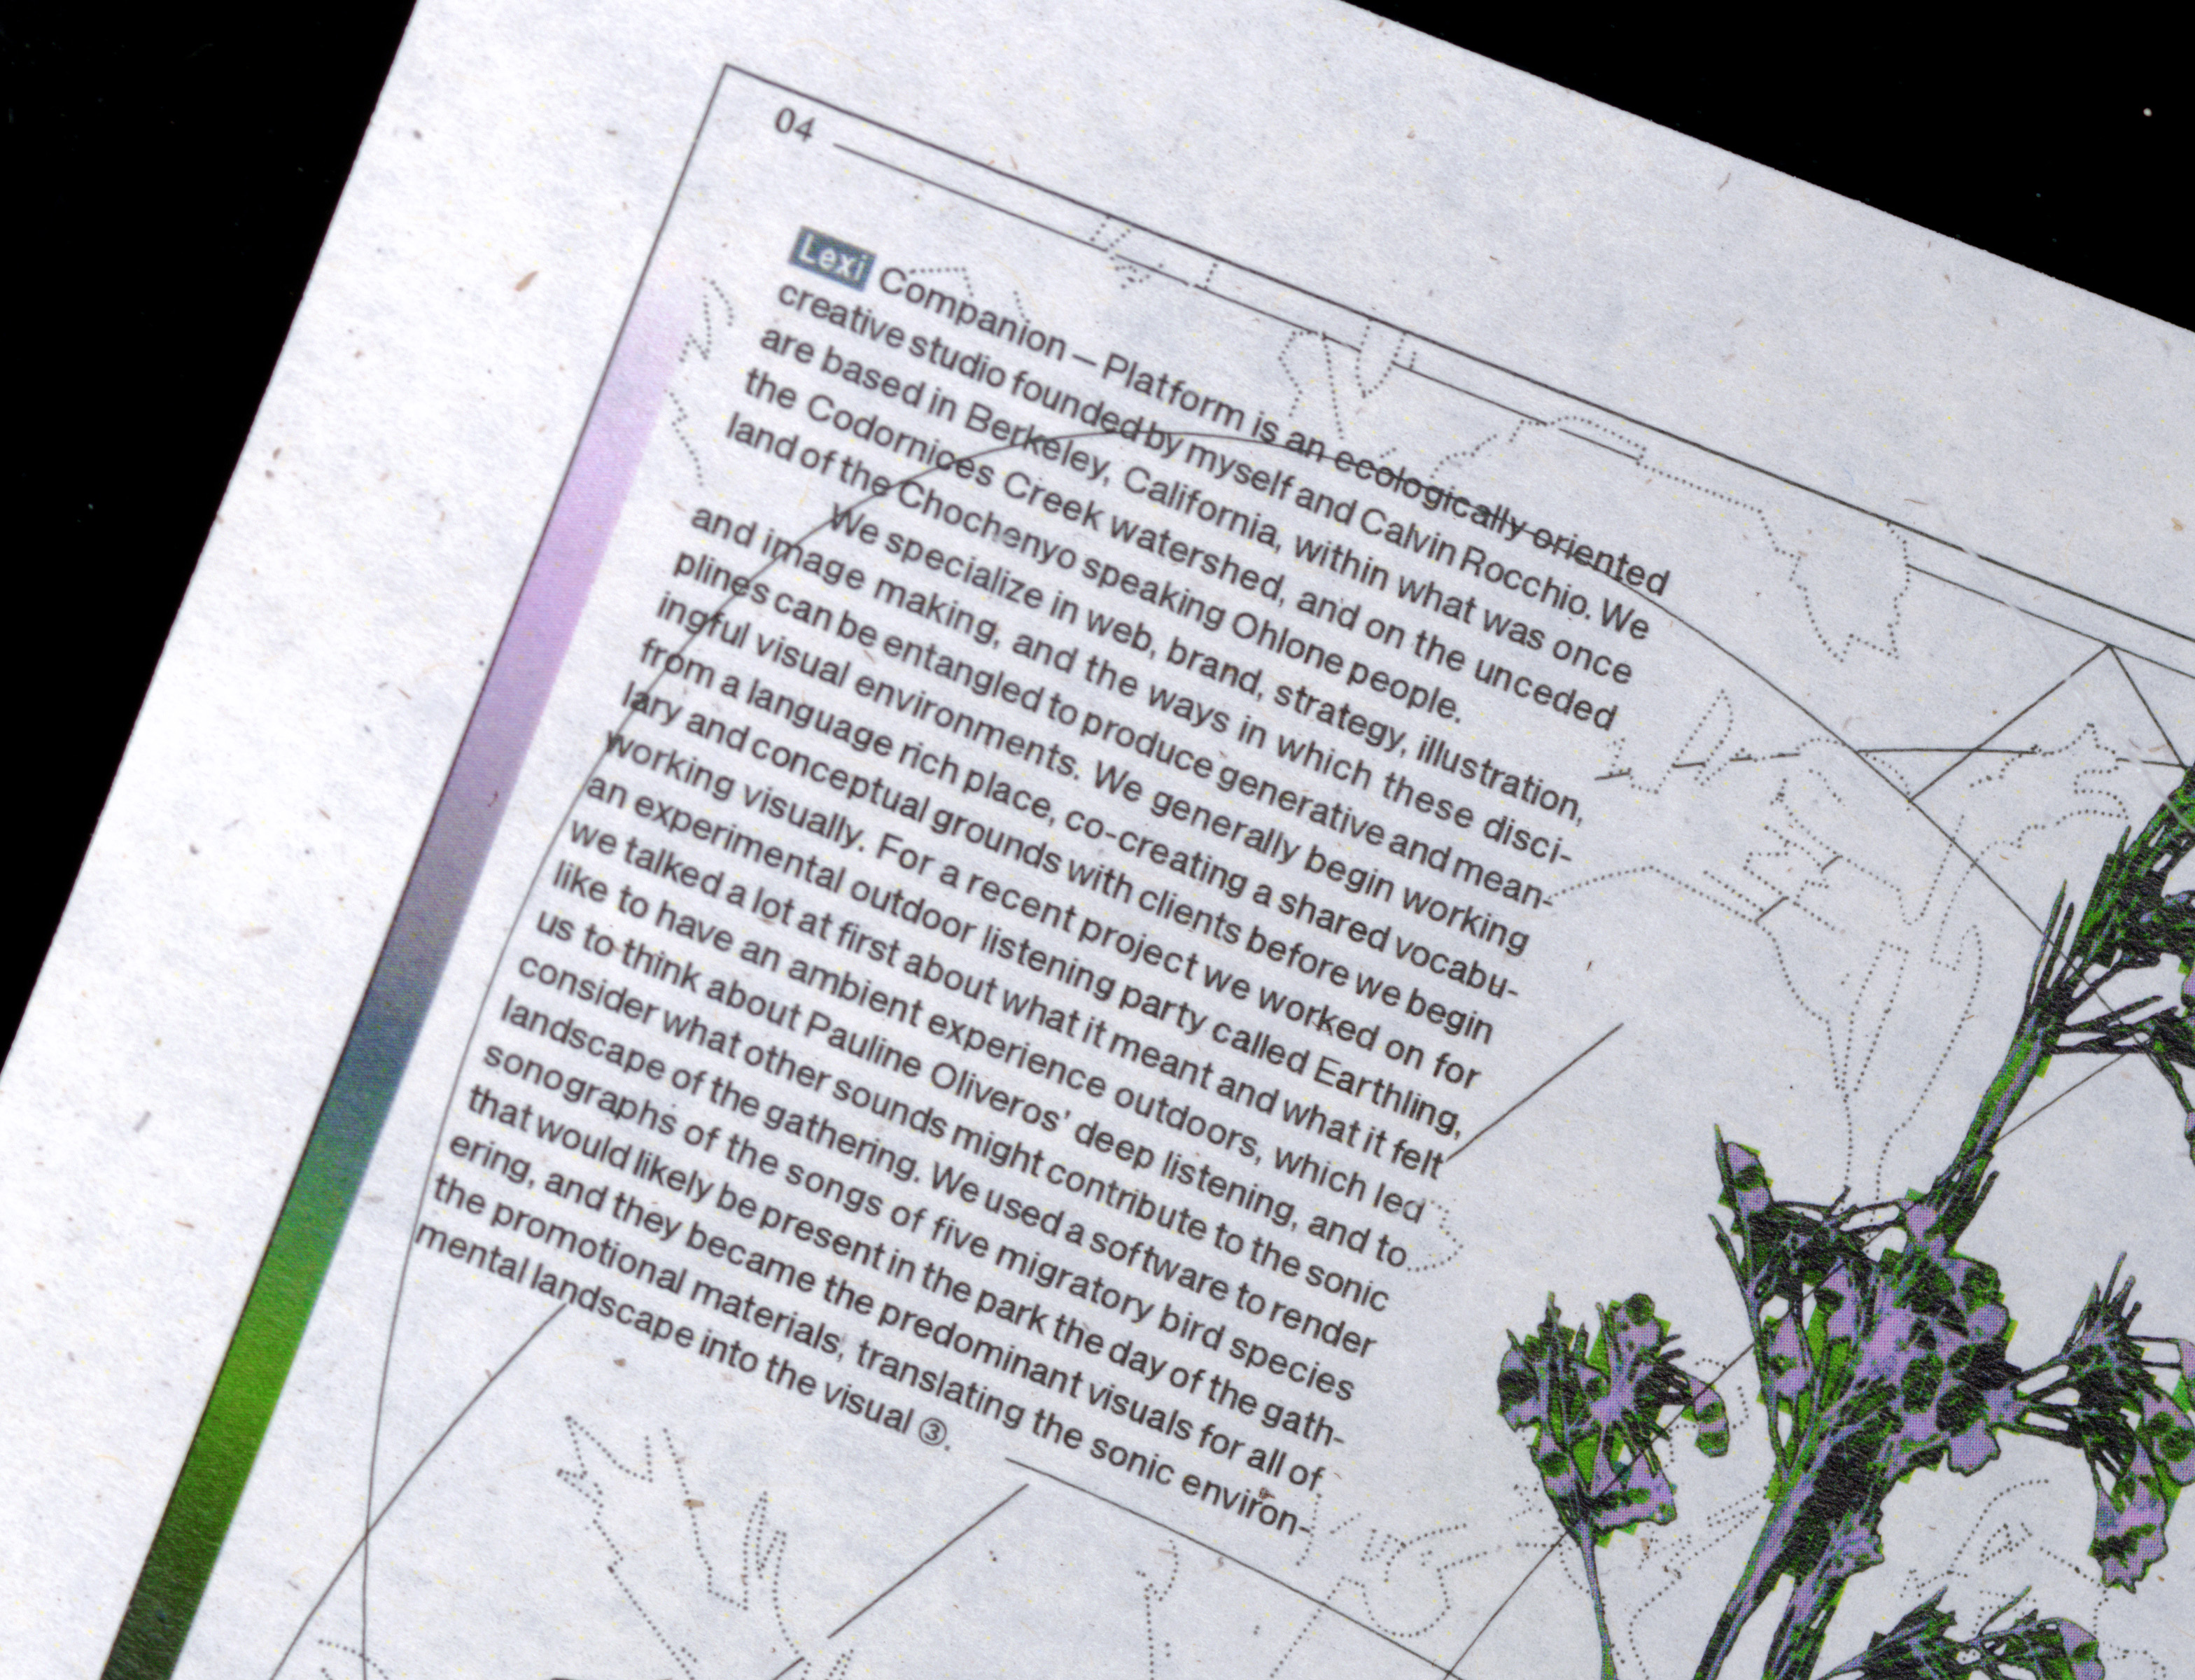 04
Lexi Companion — Platform is an ecologically oriented
creative studio founded by myself and Calvin Rocchio. We
are based in Berkeley, California, within what was once
the Codornices Creek watershed, and on the unceded
land of the Chochenyo speaking Ohlone people.
We specialize in web, brand, strategy, illustration,
and image making, and the ways in which these disci-
plines can be entangled to produce generative and mean-
ingful visual environments. We generally begin working
from a language rich place, co-creating a shared vocabu-
lary and conceptual grounds with clients before we begin
working visually. For a recent project we worked on for
an experimental outdoor listening party called Earthling,
we talked a lot at first about what it meant and what it felt
like to have an ambient experience outdoors, which led
us to think about Pauline Oliveros’ deep listening, and to
consider what other sounds might contribute to the sonic
landscape of the gathering. We used a software to render
sonographs of the songs of five migratory bird species
that would likely be present in the park the day of the gath-
ering, and they became the predominant visuals for all of
the promotional materials, translating the sonic environ-
mental landscape into the visual ③.